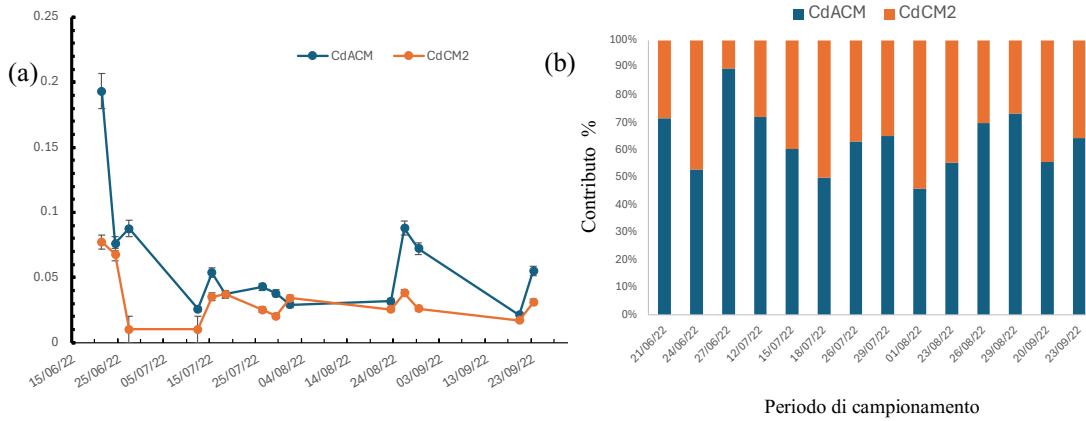 (a)
CdACM CdCM2
0.25
0.2
0.15
0.1
0.05
0
15/06/22 25/06/22 05/07/22 15/07/22 25/07/22 04/08/22 14/08/22 24/08/22 03/09/22 13/09/22 23/09/22
(b)
CdACM CdCM2
Contributo %
100%
90%
80%
70%
60%
50%
40%
30%
20%
10%
0%
21/06/22 24/06/22 27/06/22 12/07/22 15/07/22 18/07/22 26/07/22 29/07/22 01/08/22 23/08/22 26/08/22 29/08/22 20/09/22 23/09/22
Periodo di campionamento